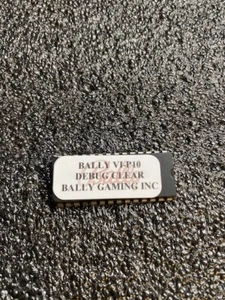 BALLY VI-P10
DEBUG CLEAR
BALLY GAMING INC